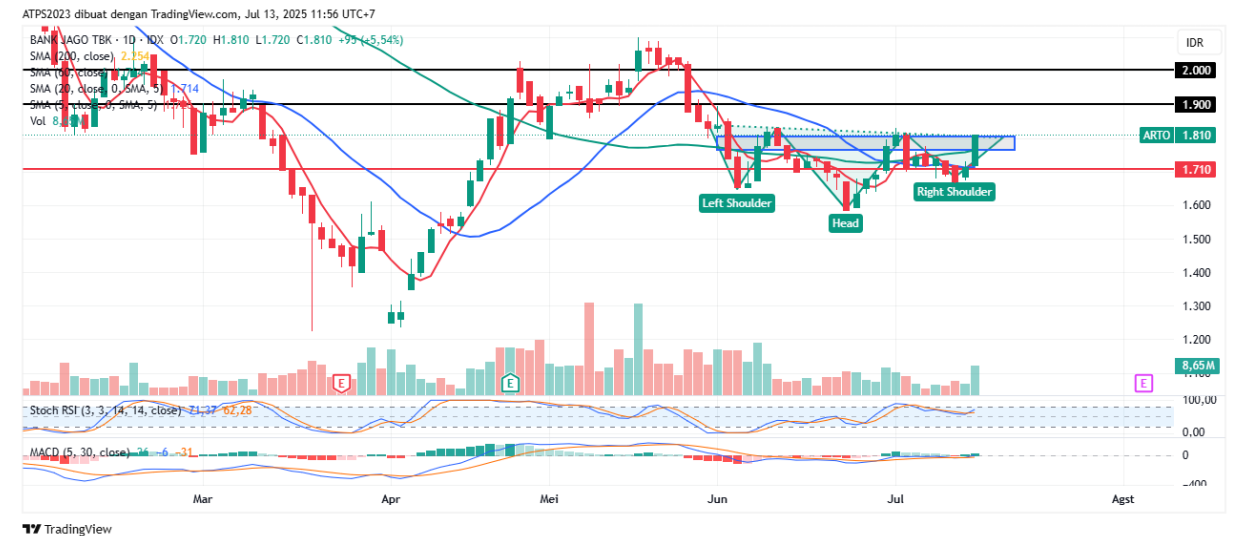 ATPS2023 dibuat dengan TradingView.com, Jul 13, 2025 11:56 UTC+7
BANK JAGO TBK · 1D · IDX O1.720 H1.810 L1.720 C1.810 +95 (+5,54%)
SMA (200, close) 2.254
SMA (60, close)
SMA (20, close, 0, SMA, 5) 1.714
SMA (5, close, 0, SMA, 5)
Vol
IDR
2.000
1.900
ARTO 1.810
1.710
1.600
1.500
1.400
1.300
1.200
8,65M
1.100
Left Shoulder
Head
Right Shoulder
E
E
E
Stoch RSI (3, 3, 14, 14, close) 71,37 62,28
100,00
0,00
MACD (5, 30, close) 26 −6 −31
0
−400
Mar Apr Mei Jun Jul Agst
TradingView